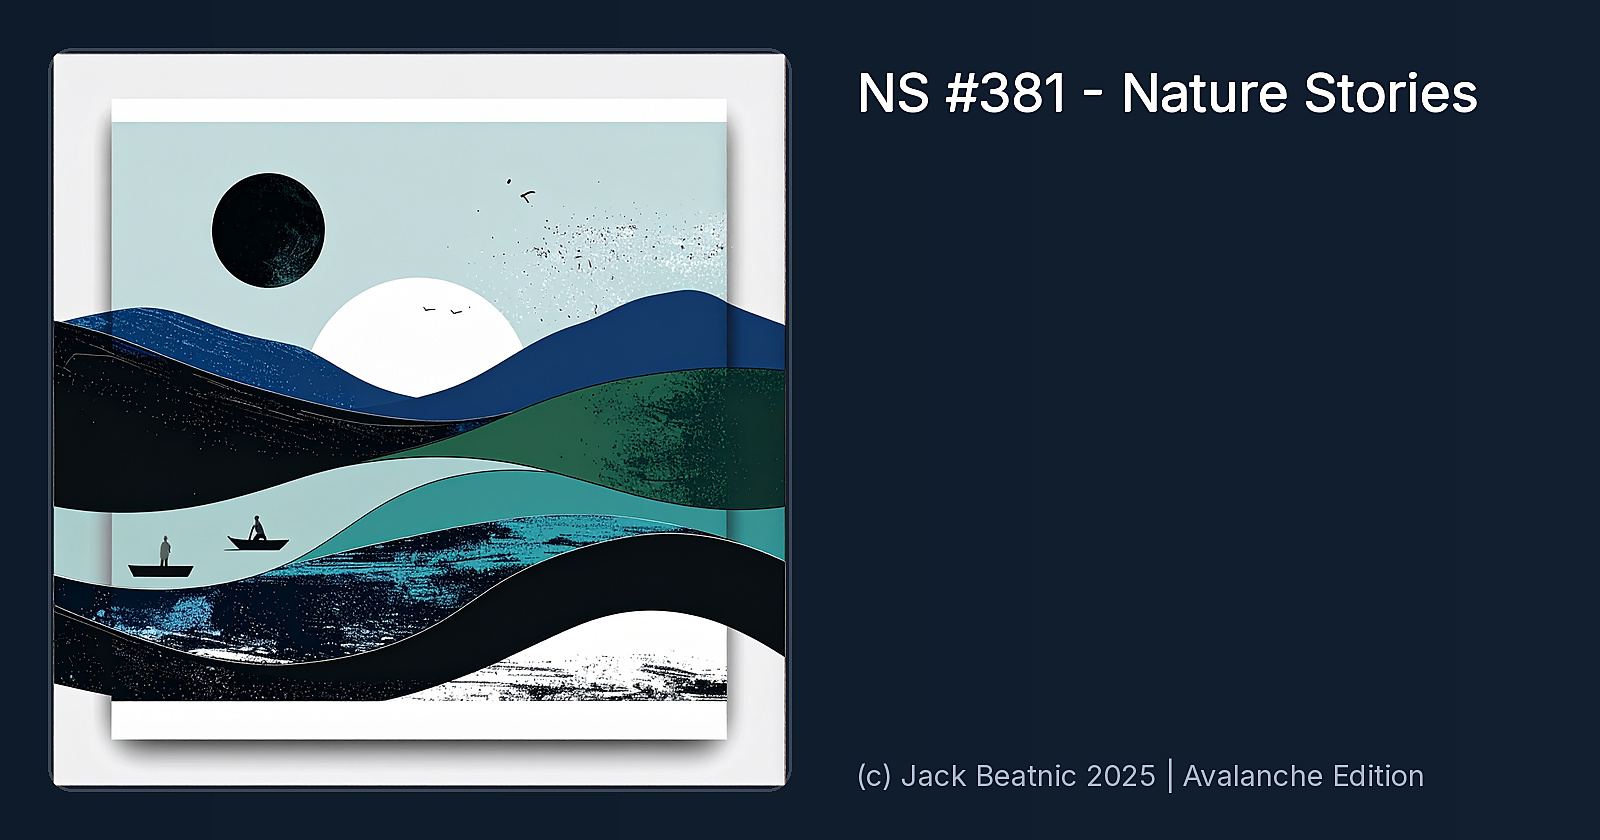 NS #381 - Nature Stories
(c) Jack Beatnic 2025 | Avalanche Edition